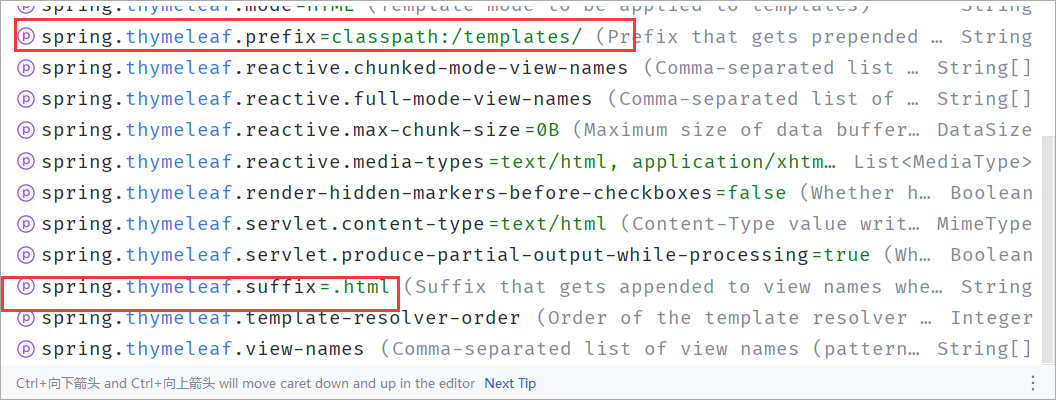 spring.thymeleaf.mode=HTML (Template mode to be applied to templates) String
spring.thymeleaf.prefix=classpath:/templates/ (Prefix that gets prepended … String
spring.thymeleaf.reactive.chunked-mode-view-names (Comma-separated list … String[]
spring.thymeleaf.reactive.full-mode-view-names (Comma-separated list of … String[]
spring.thymeleaf.reactive.max-chunk-size=0B (Maximum size of data buffer… DataSize
spring.thymeleaf.reactive.media-types=text/html, application/xhtm… List<MediaType>
spring.thymeleaf.render-hidden-markers-before-checkboxes=false (Whether h… Boolean
spring.thymeleaf.servlet.content-type=text/html (Content-Type value writ… MimeType
spring.thymeleaf.servlet.produce-partial-output-while-processing=true (Wh… Boolean
spring.thymeleaf.suffix=.html (Suffix that gets appended to view names whe… String
spring.thymeleaf.template-resolver-order (Order of the template resolver … Integer
spring.thymeleaf.view-names (Comma-separated list of view names (pattern… String[]
Ctrl+向下箭头 and Ctrl+向上箭头 will move caret down and up in the editor Next Tip